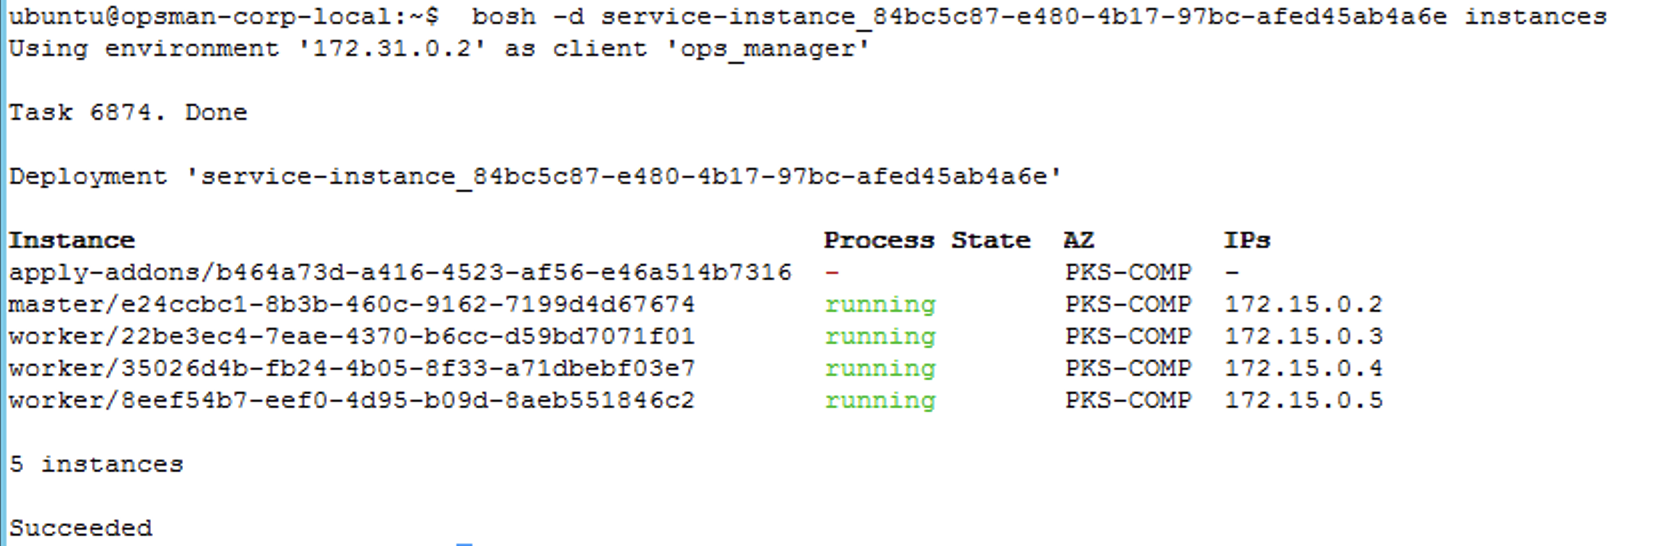 ubuntu@opsman-corp-local:~$  bosh -d service-instance_84bc5c87-e480-4b17-97bc-afed45ab4a6e instances
Using environment '172.31.0.2' as client 'ops_manager'
Task 6874. Done
Deployment 'service-instance_84bc5c87-e480-4b17-97bc-afed45ab4a6e'
Instance                                           Process State  AZ        IPs
apply-addons/b464a73d-a416-4523-af56-e46a514b7316  -              PKS-COMP  -
master/e24ccbc1-8b3b-460c-9162-7199d4d67674        running        PKS-COMP  172.15.0.2
worker/22be3ec4-7eae-4370-b6cc-d59bd7071f01        running        PKS-COMP  172.15.0.3
worker/35026d4b-fb24-4b05-8f33-a71dbebf03e7        running        PKS-COMP  172.15.0.4
worker/8eef54b7-eef0-4d95-b09d-8aeb551846c2        running        PKS-COMP  172.15.0.5
5 instances
Succeeded